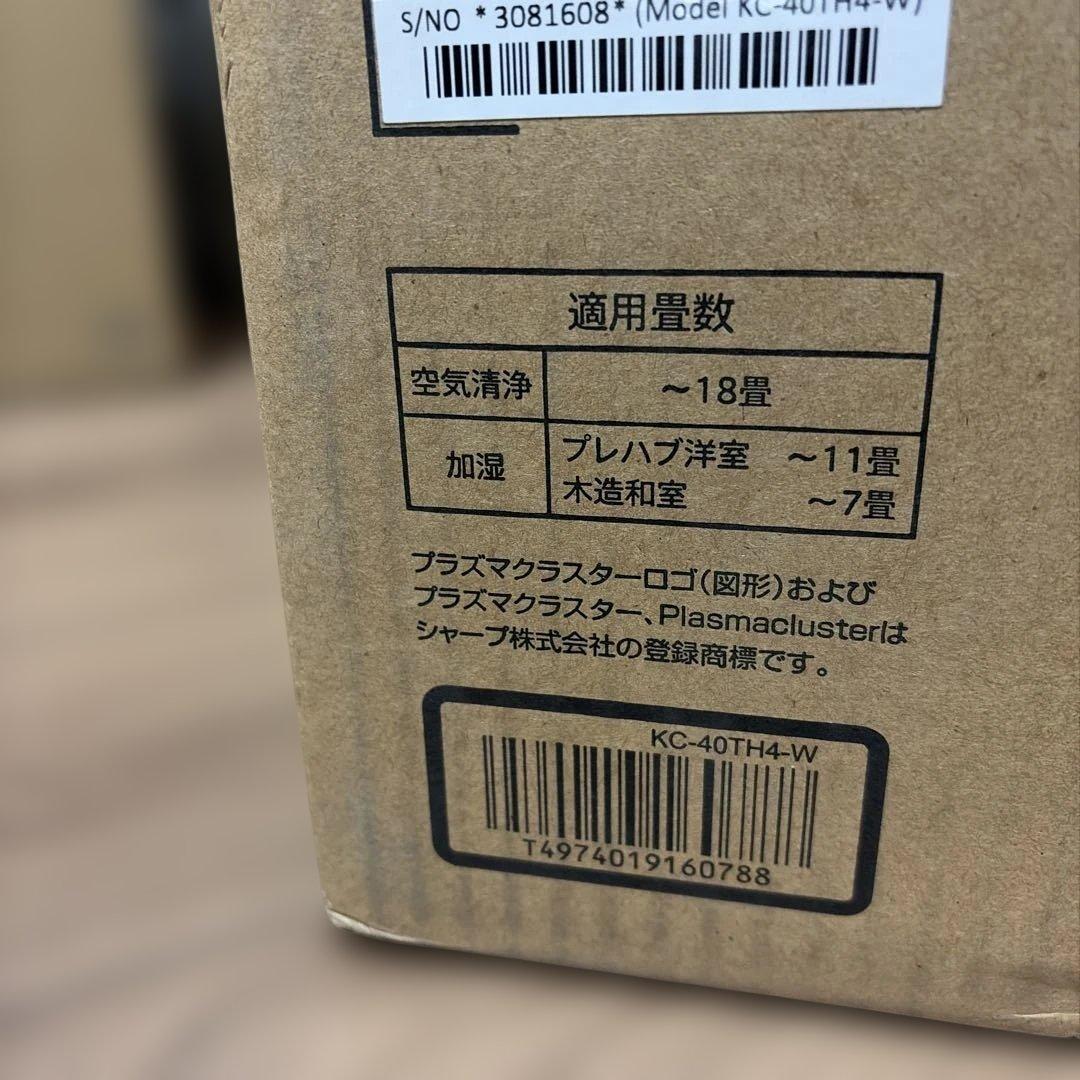 S/NO *3081608* (Model KC-40TH4-W)
適用畳数
空気清浄 ～18畳
加湿 プレハブ洋室 ～11畳
木造和室 ～7畳
プラズマクラスターロゴ(図形)および
プラズマクラスター、Plasmaclusterは
シャープ株式会社の登録商標です。
KC-40TH4-W
T4974019160788